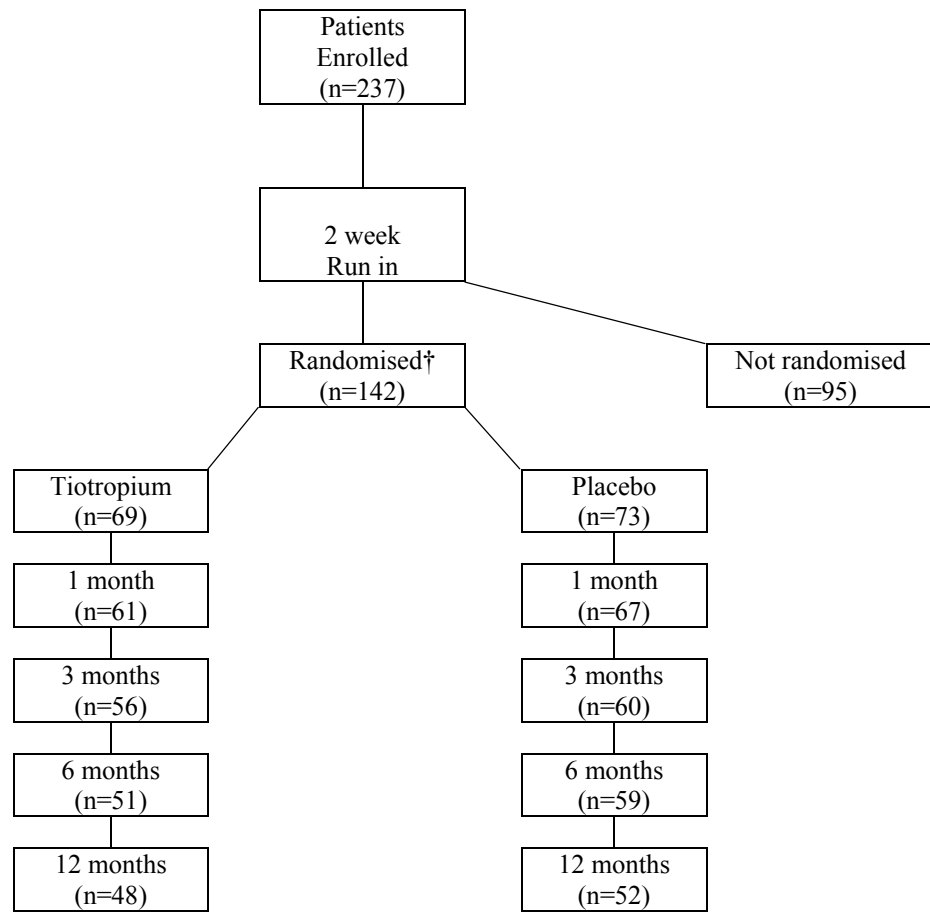 Patients
Enrolled
(n=237)
2 week
Run in
Randomised†
(n=142)
Not randomised
(n=95)
Tiotropium
(n=69)
Placebo
(n=73)
1 month
(n=61)
1 month
(n=67)
3 months
(n=56)
3 months
(n=60)
6 months
(n=51)
6 months
(n=59)
12 months
(n=48)
12 months
(n=52)